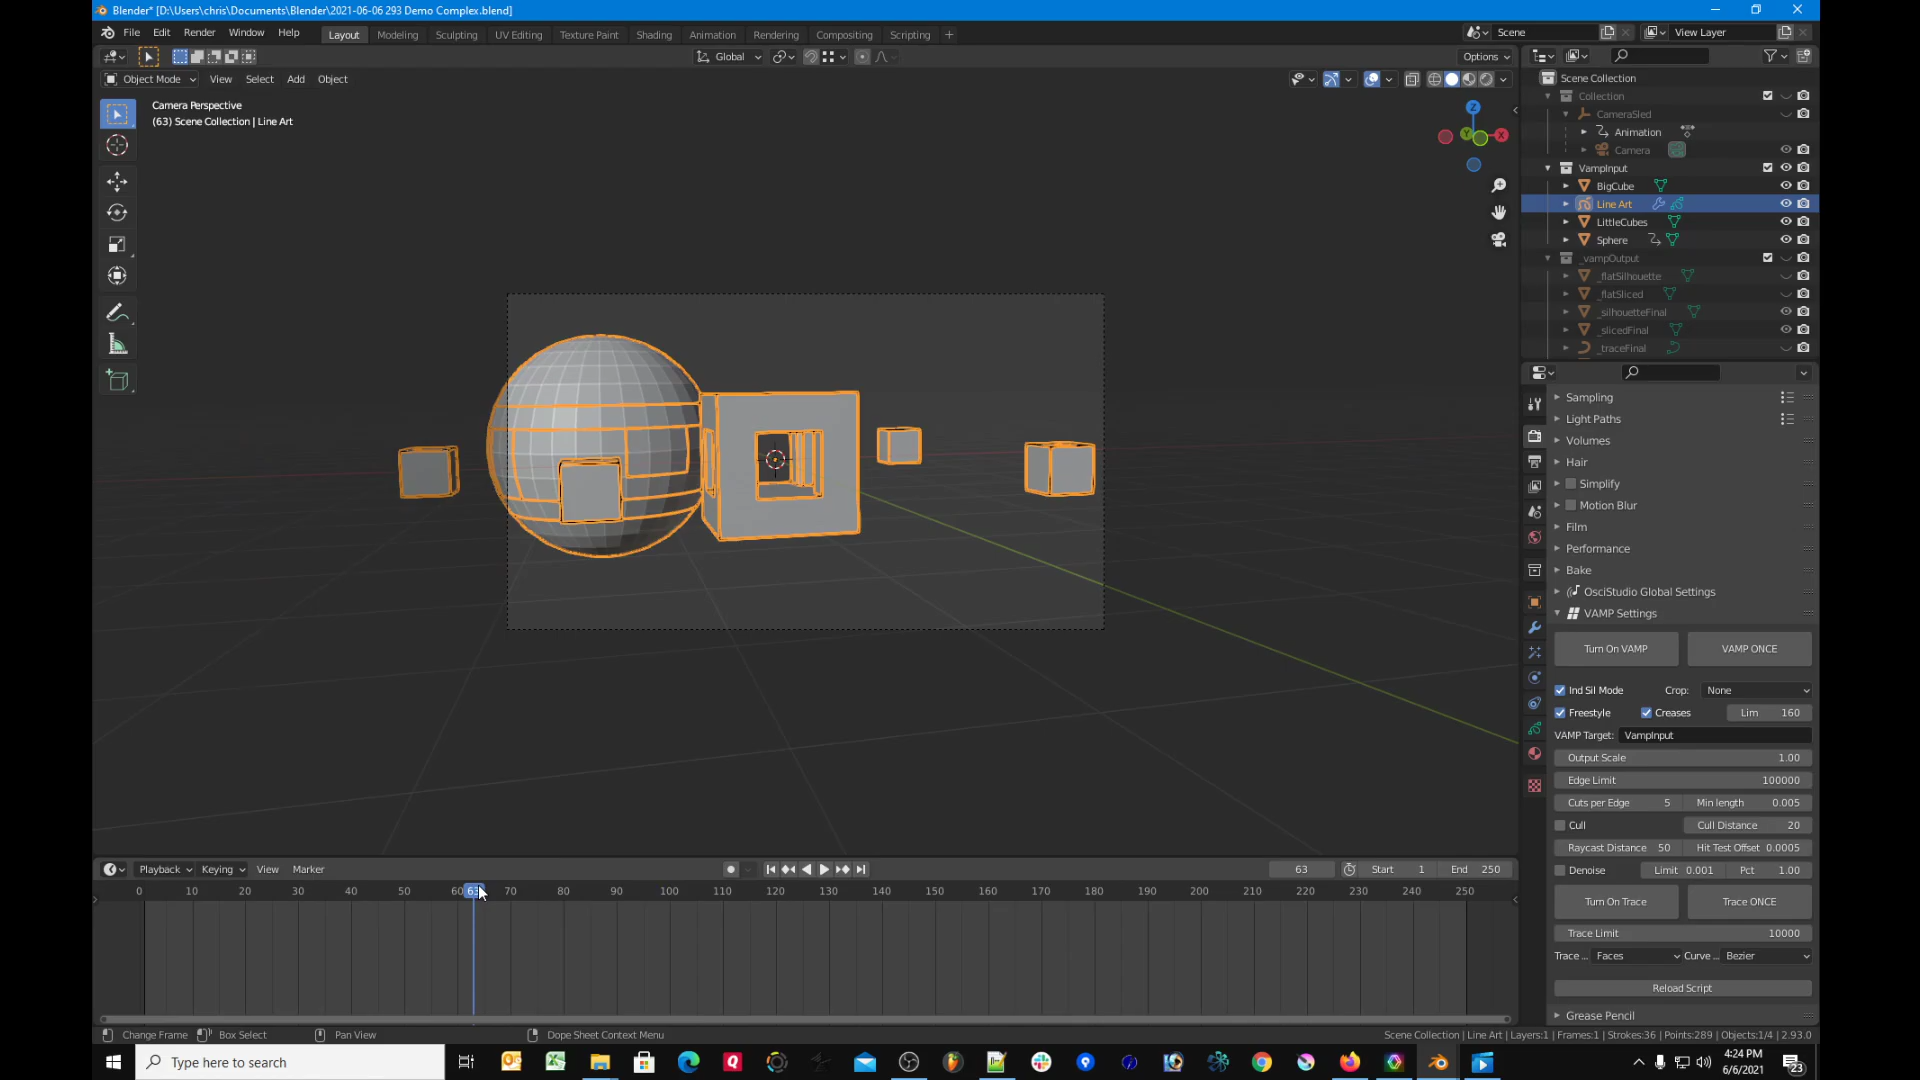 Blender* [D:\Users\chris\Documents\Blender\2021-06-06 293 Demo Complex.blend]
File Edit Render Window Help Layout Modeling Sculpting UV Editing Texture Paint Shading Animation Rendering Compositing Scripting + Scene View Layer
Global Options
Object Mode View Select Add Object
Camera Perspective
(63) Scene Collection | Line Art
Z
Y X
Scene Collection
Collection
CameraSled
Animation
Camera
VampInput
BigCube
Line Art
LittleCubes
Sphere
_vampOutput
_flatSilhouette
_flatSliced
_silhouetteFinal
_slicedFinal
_traceFinal
Sampling
Light Paths
Volumes
Hair
Simplify
Motion Blur
Film
Performance
Bake
OsciStudio Global Settings
VAMP Settings
Turn On VAMP VAMP ONCE
Ind Sil Mode Crop: None
Freestyle Creases Lim 160
VAMP Target: VampInput
Output Scale 1.00
Edge Limit 100000
Cuts per Edge 5 Min length 0.005
Cull Cull Distance 20
Raycast Distance 50 Hit Test Offset 0.0005
Denoise Limit 0.001 Pct 1.00
Turn On Trace Trace ONCE
Trace Limit 10000
Trace ... Faces Curve ... Bezier
Reload Script
Grease Pencil
Playback Keying View Marker 63 Start 1 End 250
0 10 20 30 40 50 60 63 70 80 90 100 110 120 130 140 150 160 170 180 190 200 210 220 230 240 250
Change Frame Box Select Pan View Dope Sheet Context Menu Scene Collection | Line Art | Layers:1 | Frames:1 | Strokes:36 | Points:289 | Objects:1/4 | 2.93.0
Type here to search
4:24 PM
6/6/2021
23